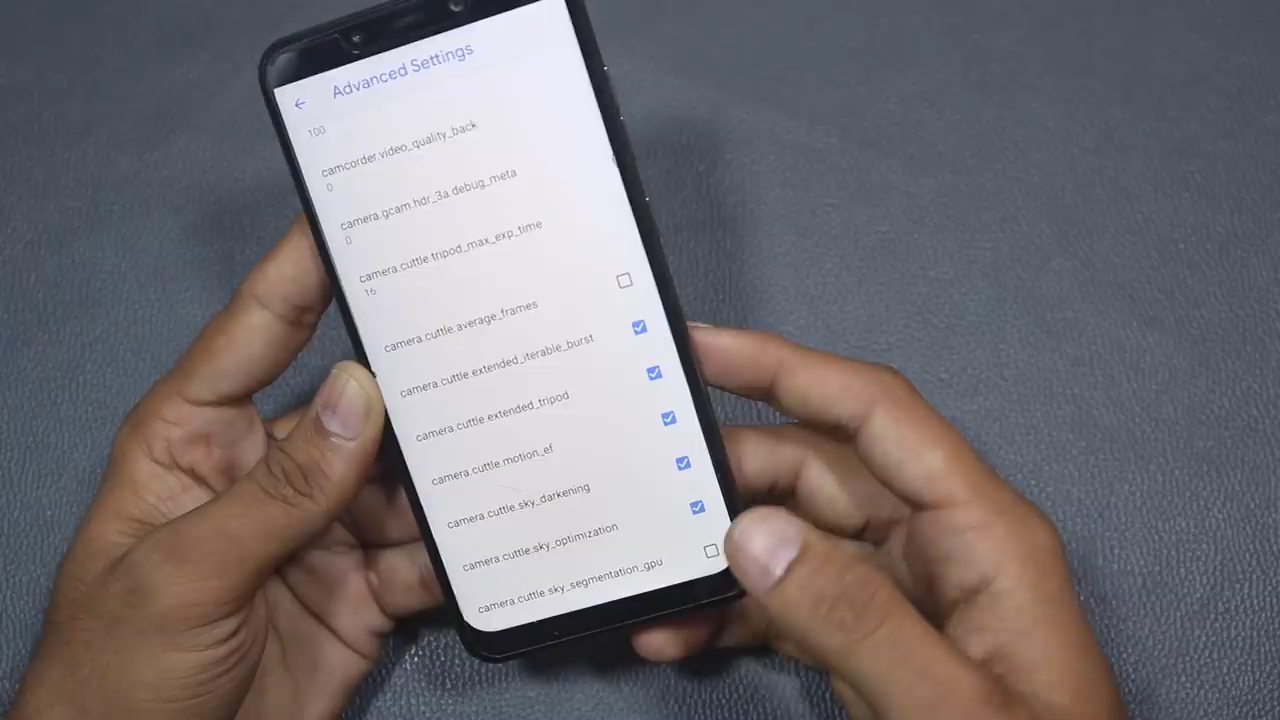 Advanced Settings
100
camcorder.video_quality_back
0
camera.gcam.hdr_3a.debug_meta
0
camera.cuttle.tripod_max_exp_time
16
camera.cuttle.average_frames
camera.cuttle.extended_iterable_burst
camera.cuttle.extended_tripod
camera.cuttle.motion_ef
camera.cuttle.sky_darkening
camera.cuttle.sky_optimization
camera.cuttle.sky_segmentation_gpu